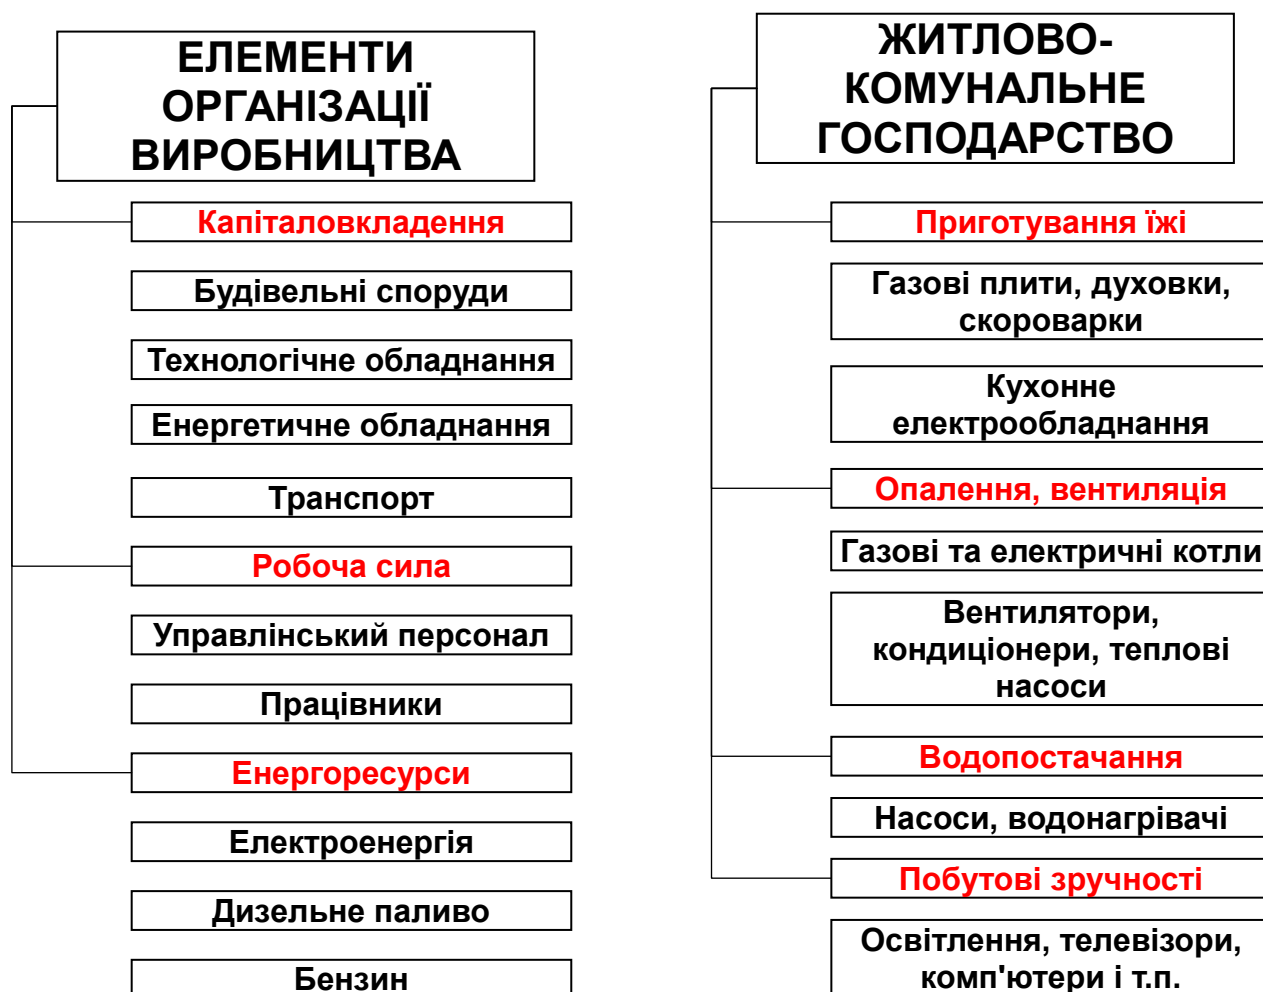 ЕЛЕМЕНТИ
ОРГАНІЗАЦІЇ
ВИРОБНИЦТВА
Капіталовкладення
Будівельні споруди
Технологічне обладнання
Енергетичне обладнання
Транспорт
Робоча сила
Управлінський персонал
Працівники
Енергоресурси
Електроенергія
Дизельне паливо
Бензин
ЖИТЛОВО-
КОМУНАЛЬНЕ
ГОСПОДАРСТВО
Приготування їжі
Газові плити, духовки,
скороварки
Кухонне
електрообладнання
Опалення, вентиляція
Газові та електричні котли
Вентилятори,
кондиціонери, теплові
насоси
Водопостачання
Насоси, водонагрівачі
Побутові зручності
Освітлення, телевізори,
комп'ютери і т.п.